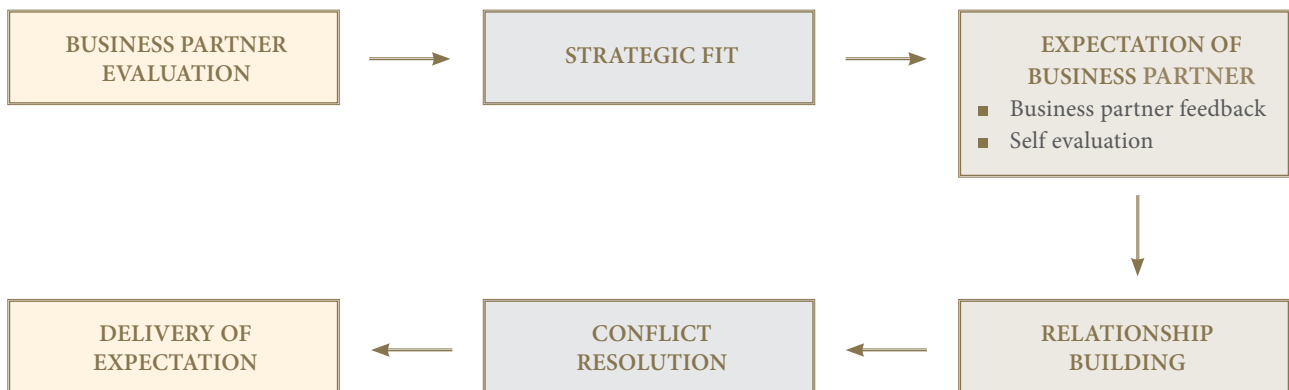 BUSINESS PARTNER
EVALUATION
STRATEGIC FIT
EXPECTATION OF
BUSINESS PARTNER
Business partner feedback
Self evaluation
RELATIONSHIP
BUILDING
CONFLICT
RESOLUTION
DELIVERY OF
EXPECTATION